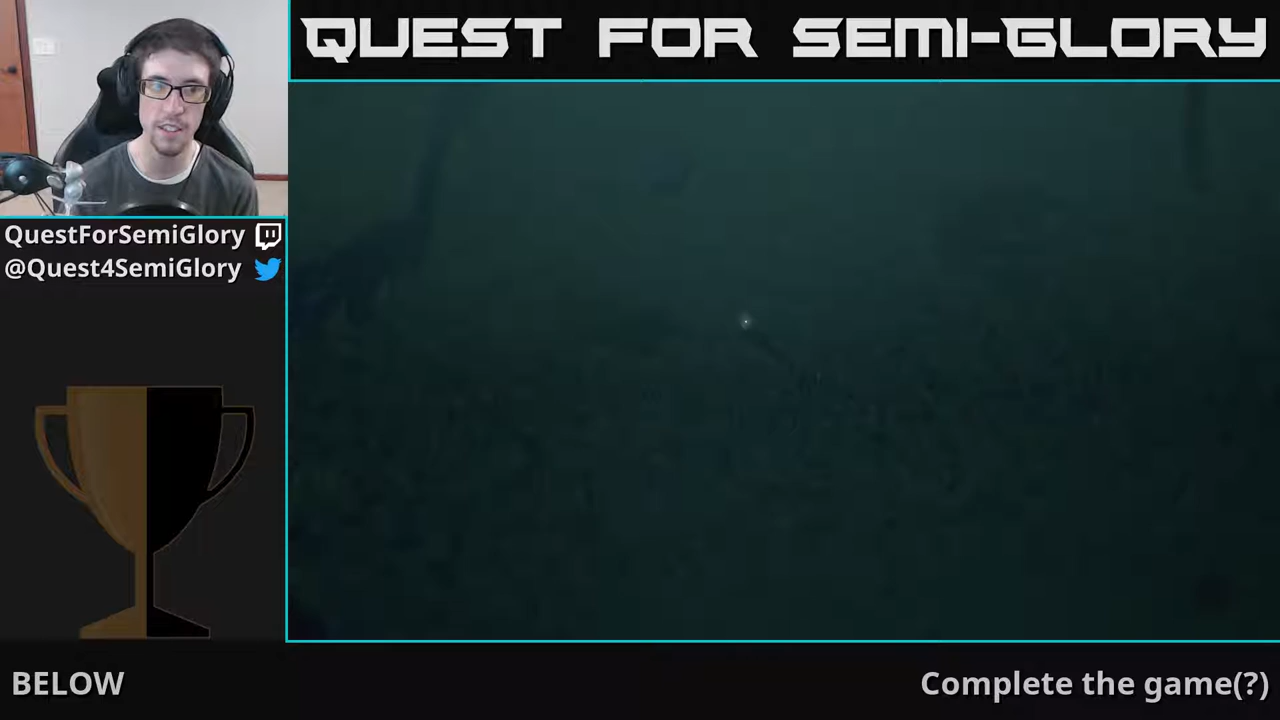 QUEST FOR SEMI-GLORY
QuestForSemiGlory
@Quest4SemiGlory
BELOW
Complete the game(?)